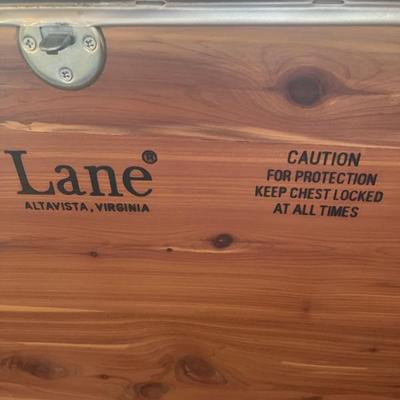 Lane®
ALTAVISTA, VIRGINIA
CAUTION
FOR PROTECTION
KEEP CHEST LOCKED
AT ALL TIMES